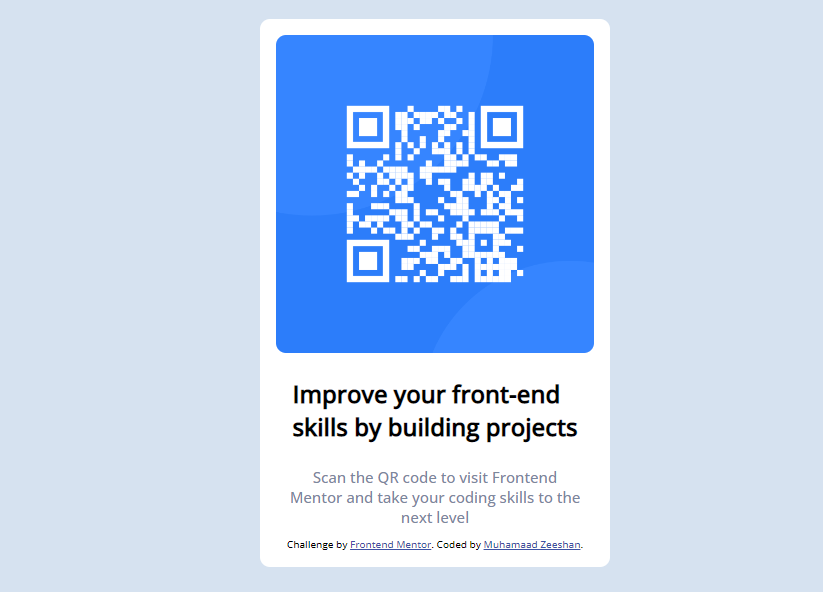 Improve your front-end
skills by building projects
Scan the QR code to visit Frontend
Mentor and take your coding skills to the
next level
Challenge by Frontend Mentor. Coded by Muhamaad Zeeshan.